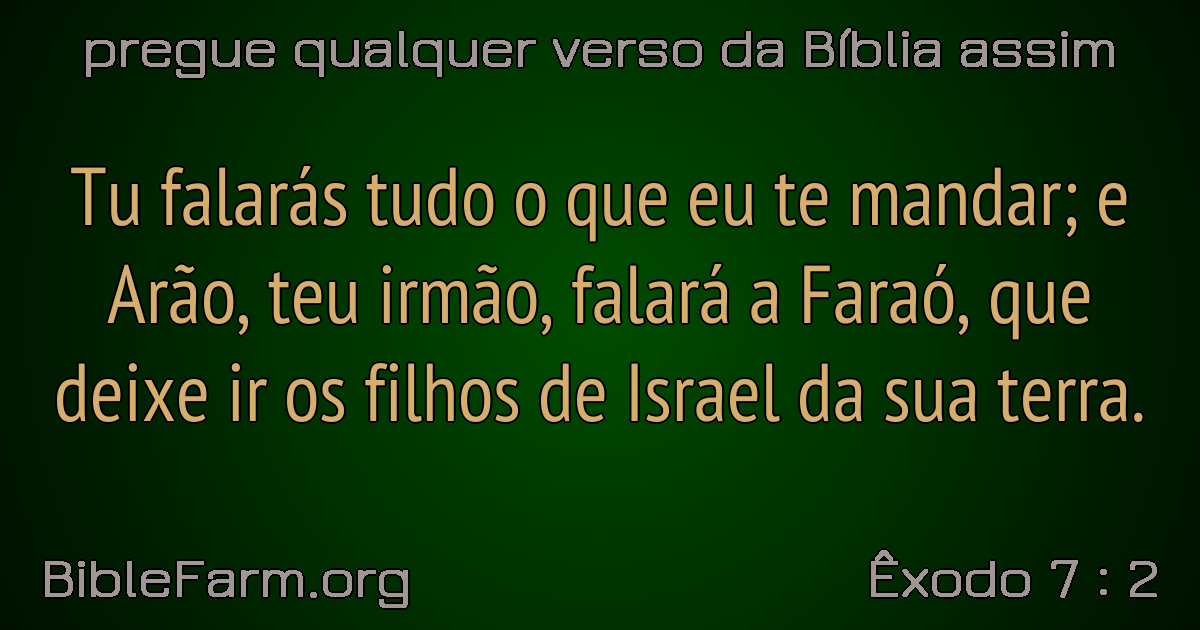 pregue qualquer verso da Bíblia assim
Tu falarás tudo o que eu te mandar; e
Arão, teu irmão, falará a Faraó, que
deixe ir os filhos de Israel da sua terra.
BibleFarm.org
Êxodo 7 : 2